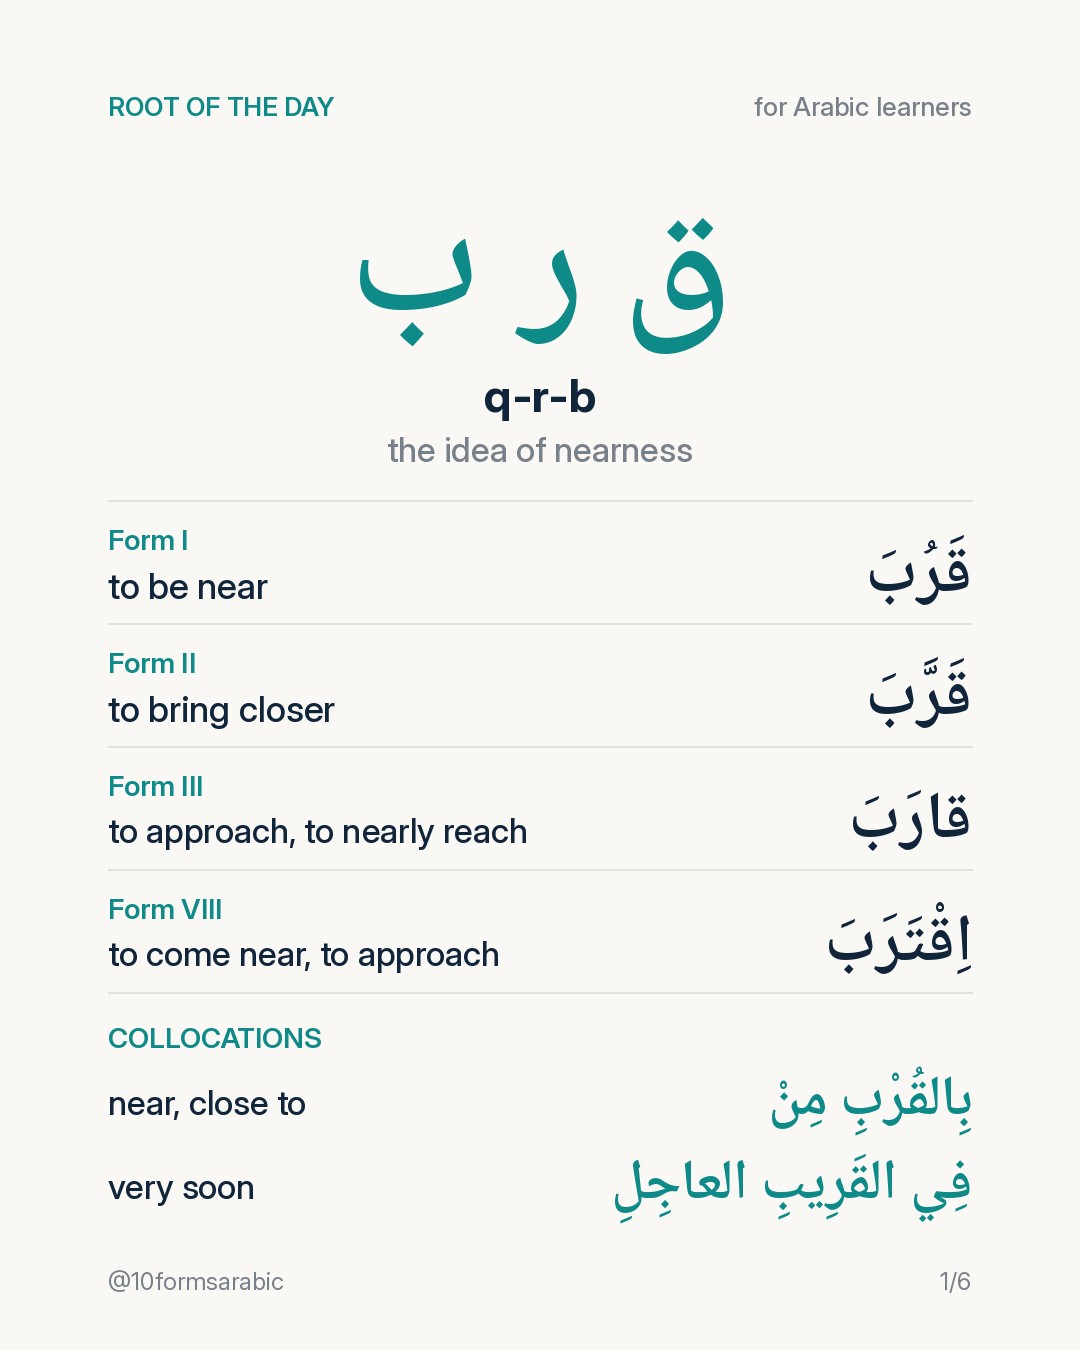 ROOT OF THE DAY
for Arabic learners
ق ر ب
q-r-b
the idea of nearness
Form I
to be near
قَرُبَ
Form II
to bring closer
قَرَّبَ
Form III
to approach, to nearly reach
قارَبَ
Form VIII
to come near, to approach
اِقْتَرَبَ
COLLOCATIONS
near, close to
بِالقُرْبِ مِنْ
very soon
فِي القَرِيبِ العاجِلِ
@10formsarabic
1/6